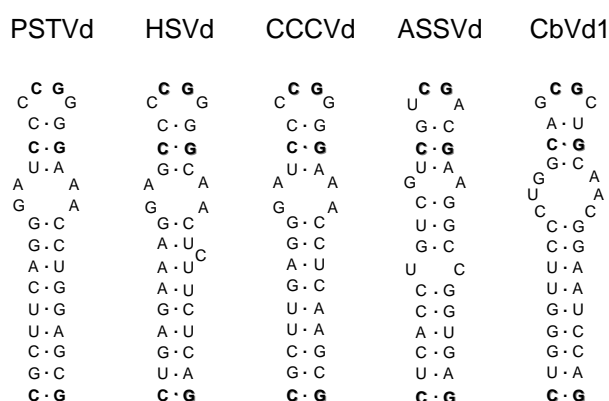 PSTVd HSVd CCCVd ASSVd CbVd1
C G C G C G C G C G
C G C G C G U A G C
C · G C · G C · G G · C A · U
C · G C · G C · G C · G C · G
U · A G · C U · A U · A G · C
A A A A A A G A G A
G A G A G A C · G U A
C C
G · C G · C G · C U · G C · G
G · C A · U G · C G · C C · G
C
A · U A · U A · U U C U · A
C · G A · U G · C C · G U · A
U · G G · C U · A C · G G · U
U · A A · U U · A A · U G · C
C · G G · C C · G C · G G · C
G · C U · A G · C U · A U · A
C · G C · G C · G C · G C · G